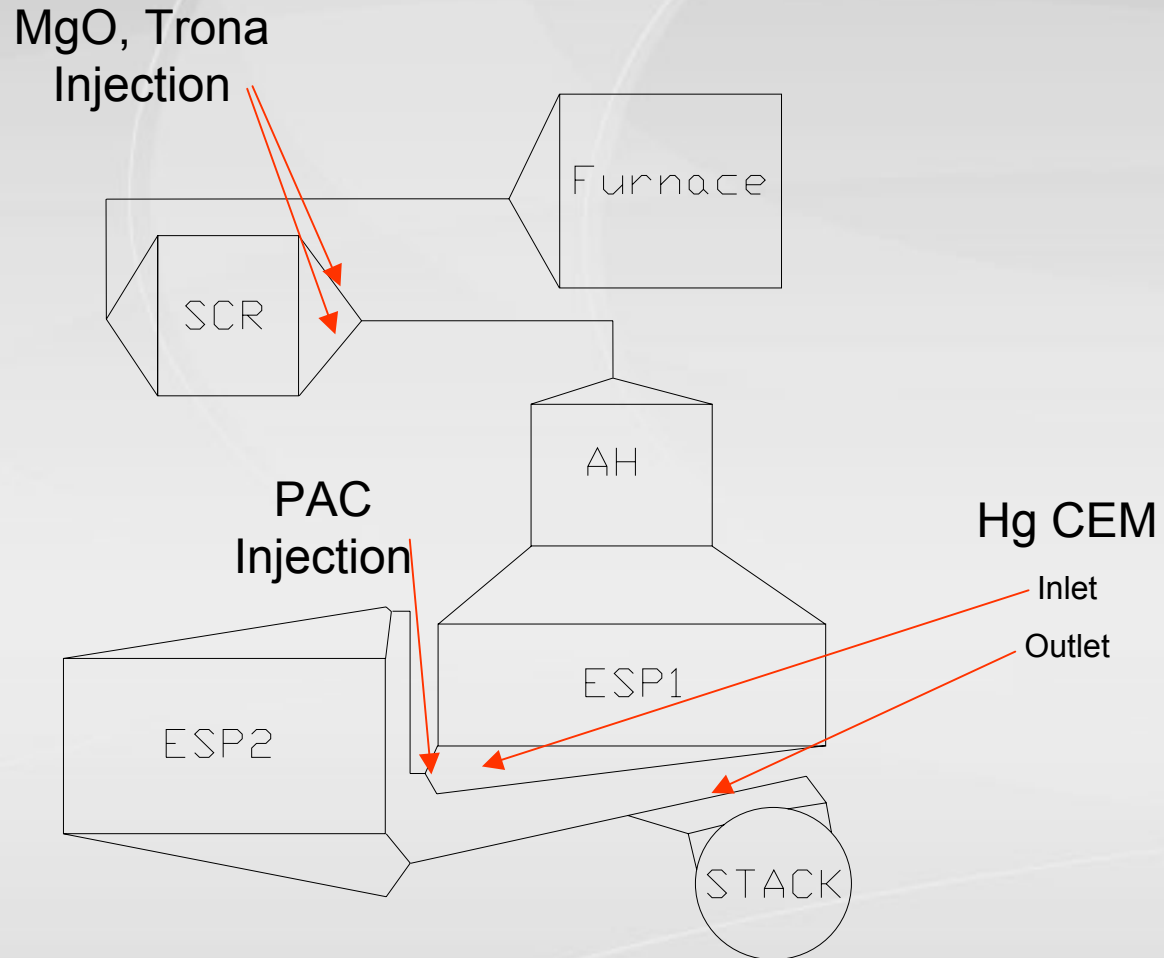 MgO, Trona
Injection
Furnace
SCR
AH
PAC
Injection
Hg CEM
Inlet
Outlet
ESP1
ESP2
STACK